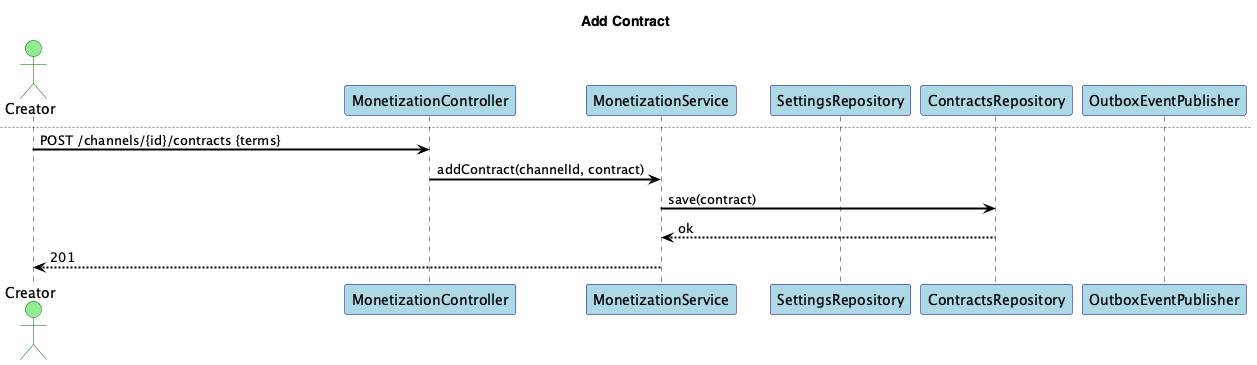 Add Contract
Creator
MonetizationController
MonetizationService
SettingsRepository
ContractsRepository
OutboxEventPublisher
POST /channels/{id}/contracts {terms}
addContract(channelId, contract)
save(contract)
ok
201
Creator
MonetizationController
MonetizationService
SettingsRepository
ContractsRepository
OutboxEventPublisher